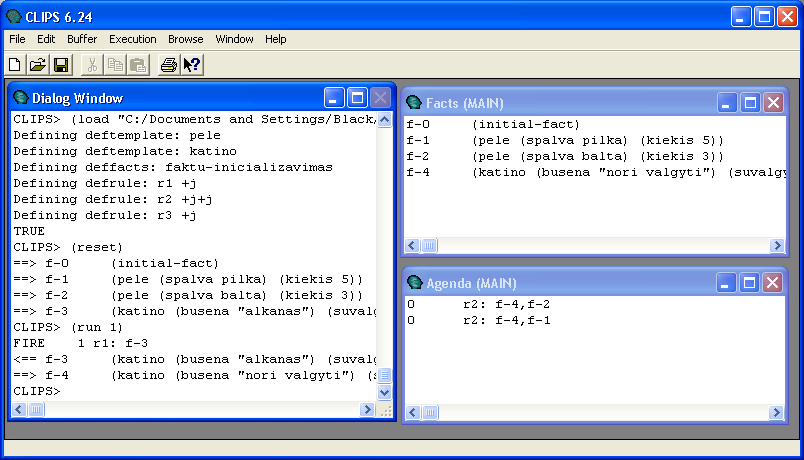 CLIPS 6.24
File Edit Buffer Execution Browse Window Help
Dialog Window
CLIPS> (load "C:/Documents and Settings/Black/
Defining deftemplate: pele
Defining deftemplate: katino
Defining deffacts: faktu-inicializavimas
Defining defrule: r1 +j
Defining defrule: r2 +j+j
Defining defrule: r3 +j
TRUE
CLIPS> (reset)
==> f-0 (initial-fact)
==> f-1 (pele (spalva pilka) (kiekis 5))
==> f-2 (pele (spalva balta) (kiekis 3))
==> f-3 (katino (busena "alkanas") (suvalg
CLIPS> (run 1)
FIRE 1 r1: f-3
<== f-3 (katino (busena "alkanas") (suvalg
==> f-4 (katino (busena "nori valgyti") (s
CLIPS>
Facts (MAIN)
f-0 (initial-fact)
f-1 (pele (spalva pilka) (kiekis 5))
f-2 (pele (spalva balta) (kiekis 3))
f-4 (katino (busena "nori valgyti") (suvalgy
Agenda (MAIN)
0 r2: f-4,f-2
0 r2: f-4,f-1